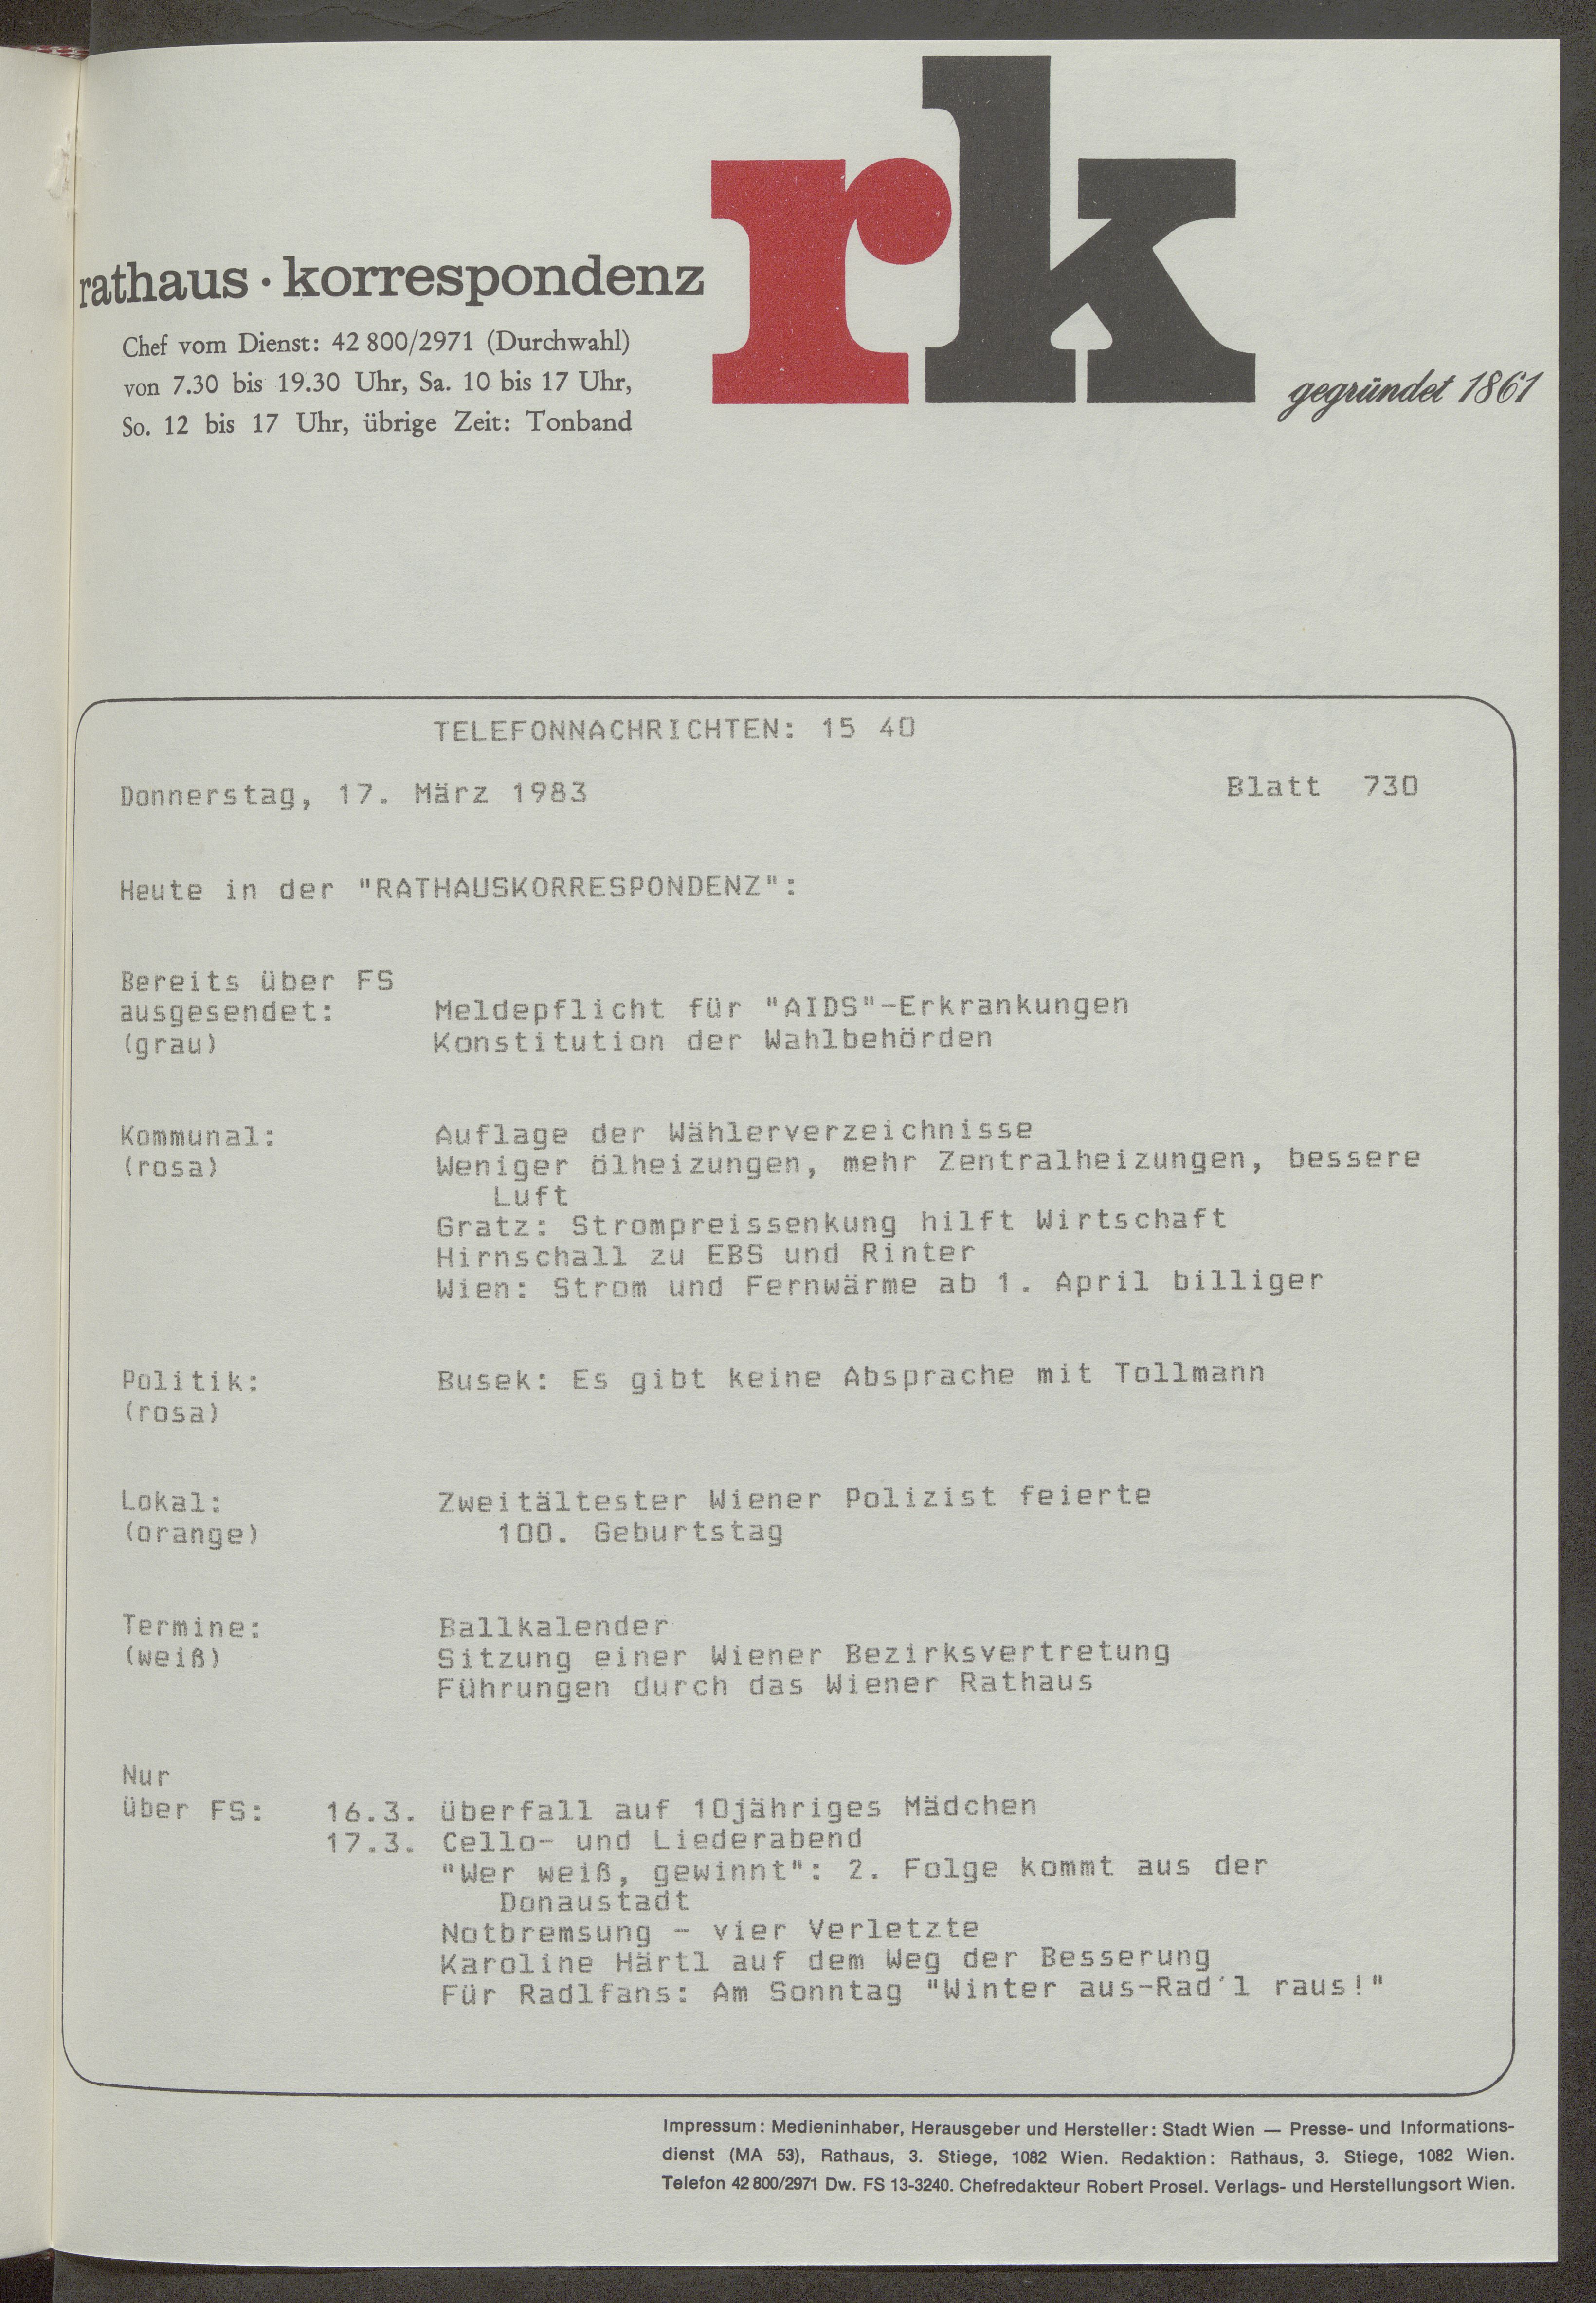 rk
rathaus · korrespondenz
Chef vom Dienst: 42 800/2971 (Durchwahl)
von 7.30 bis 19.30 Uhr, Sa. 10 bis 17 Uhr,
So. 12 bis 17 Uhr, übrige Zeit: Tonband
gegründet 1861
TELEFONNACHRICHTEN: 15 40
Donnerstag, 17. März 1983 Blatt 730
Heute in der "RATHAUSKORRESPONDENZ":
Bereits über FS
ausgesendet: Meldepflicht für "AIDS"-Erkrankungen
(grau) Konstitution der Wahlbehörden
Kommunal: Auflage der Wählerverzeichnisse
(rosa) Weniger ölheizungen, mehr Zentralheizungen, bessere
Luft
Gratz: Strompreissenkung hilft Wirtschaft
Hirnschall zu EBS und Rinter
Wien: Strom und Fernwärme ab 1. April billiger
Politik: Busek: Es gibt keine Absprache mit Tollmann
(rosa)
Lokal: Zweitältester Wiener Polizist feierte
(orange) 100. Geburtstag
Termine: Ballkalender
(weiß) Sitzung einer Wiener Bezirksvertretung
Führungen durch das Wiener Rathaus
Nur
über FS: 16.3. überfall auf 10jähriges Mädchen
17.3. Cello- und Liederabend
"Wer weiß, gewinnt": 2. Folge kommt aus der
Donaustadt
Notbremsung - vier Verletzte
Karoline Härtl auf dem Weg der Besserung
Für Radlfans: Am Sonntag "Winter aus-Rad'l raus!"
Impressum: Medieninhaber, Herausgeber und Hersteller: Stadt Wien — Presse- und Informations-
dienst (MA 53), Rathaus, 3. Stiege, 1082 Wien. Redaktion: Rathaus, 3. Stiege, 1082 Wien.
Telefon 42 800/2971 Dw. FS 13-3240. Chefredakteur Robert Prosel. Verlags- und Herstellungsort Wien.